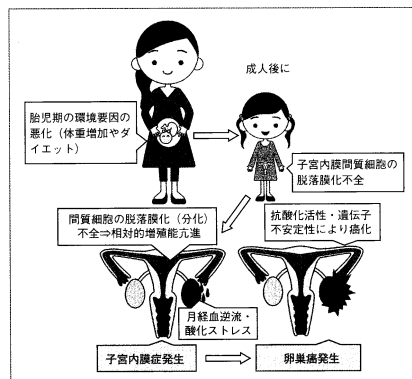 成人後に
胎児期の環境要因の
悪化（体重増加やダ
イエット）
子宮内膜間質細胞の
脱落膜化不全
間質細胞の脱落膜化（分化）
不全⇒相対的増殖能亢進
抗酸化活性・遺伝子
不安定性により癌化
月経血逆流・
酸化ストレス
子宮内膜症発生
卵巣癌発生